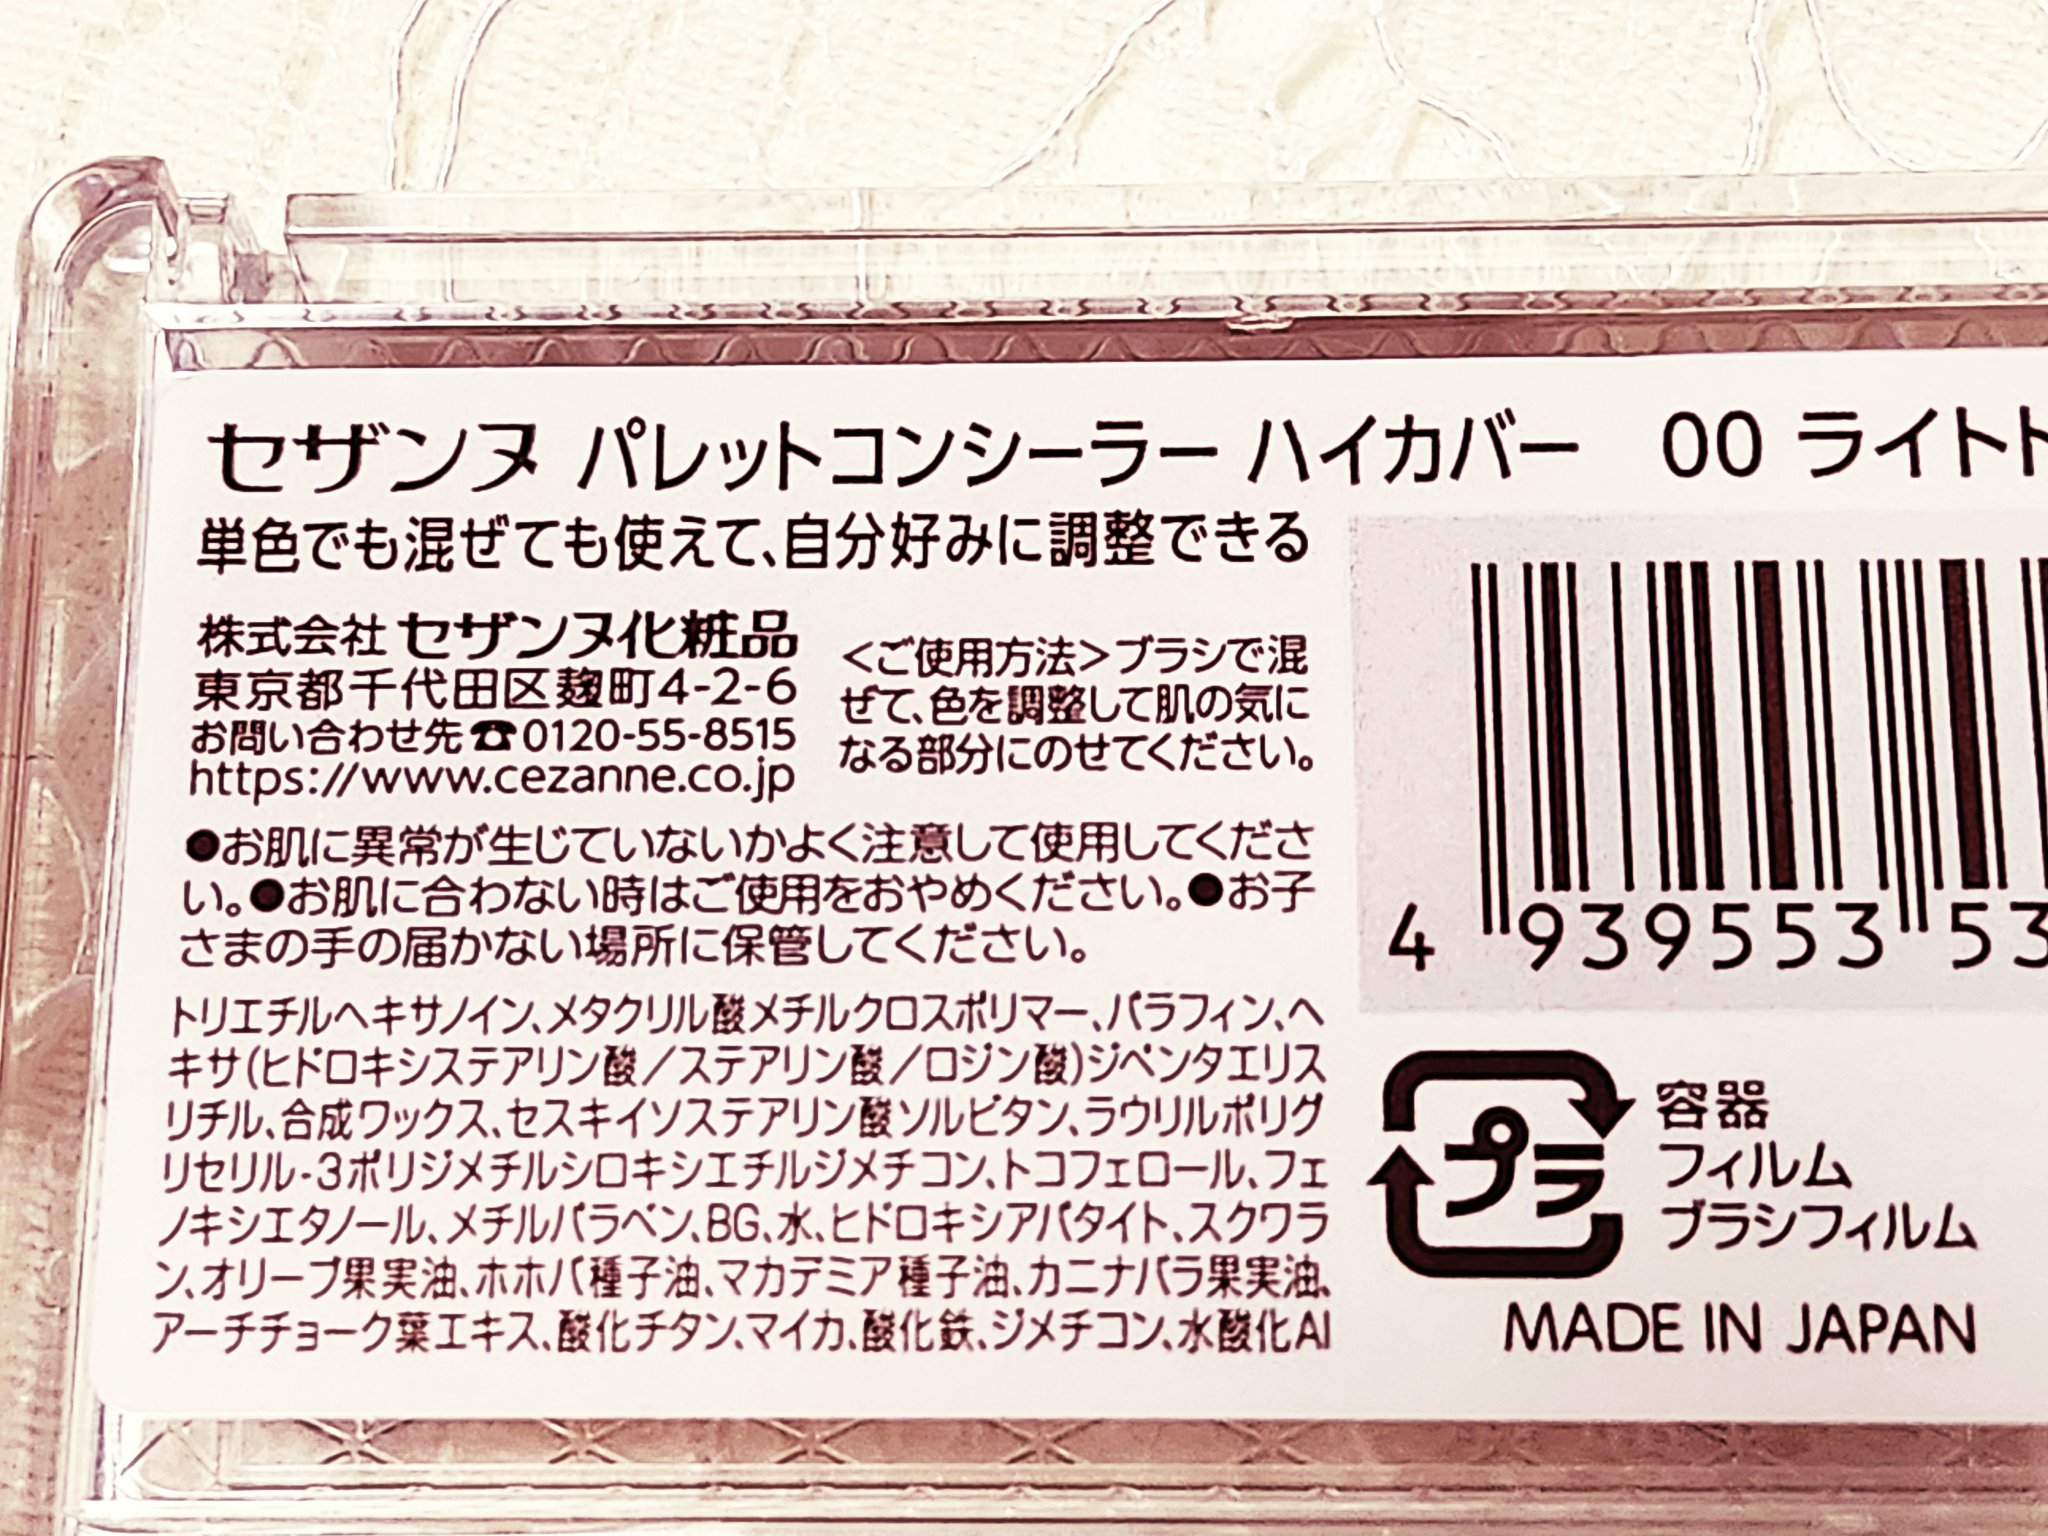 セザンヌ パレットコンシーラー ハイカバー 00 ライトト
単色でも混ぜても使えて、自分好みに調整できる
株式会社 セザンヌ化粧品
東京都千代田区麹町4-2-6
お問い合わせ先☎0120-55-8515
https://www.cezanne.co.jp
<ご使用方法>ブラシで混
ぜて、色を調整して肌の気に
なる部分にのせてください。
●お肌に異常が生じていないかよく注意して使用してくださ
い。●お肌に合わない時はご使用をおやめください。●お子
さまの手の届かない場所に保管してください。
トリエチルヘキサノイン、メタクリル酸メチルクロスポリマー、パラフィン、ヘ
キサ(ヒドロキシステアリン酸/ステアリン酸/ロジン酸)ジペンタエリス
リチル、合成ワックス、セスキイソステアリン酸ソルビタン、ラウリルポリグ
リセリル-3ポリジメチルシロキシエチルジメチコン、トコフェロール、フェ
ノキシエタノール、メチルパラベン、BG、水、ヒドロキシアパタイト、スクワラ
ン、オリーブ果実油、ホホバ種子油、マカデミア種子油、カニナバラ果実油、
アーチチョーク葉エキス、酸化チタン、マイカ、酸化鉄、ジメチコン、水酸化Al
4 939553 53
プラ
容器
フィルム
ブラシフィルム
MADE IN JAPAN